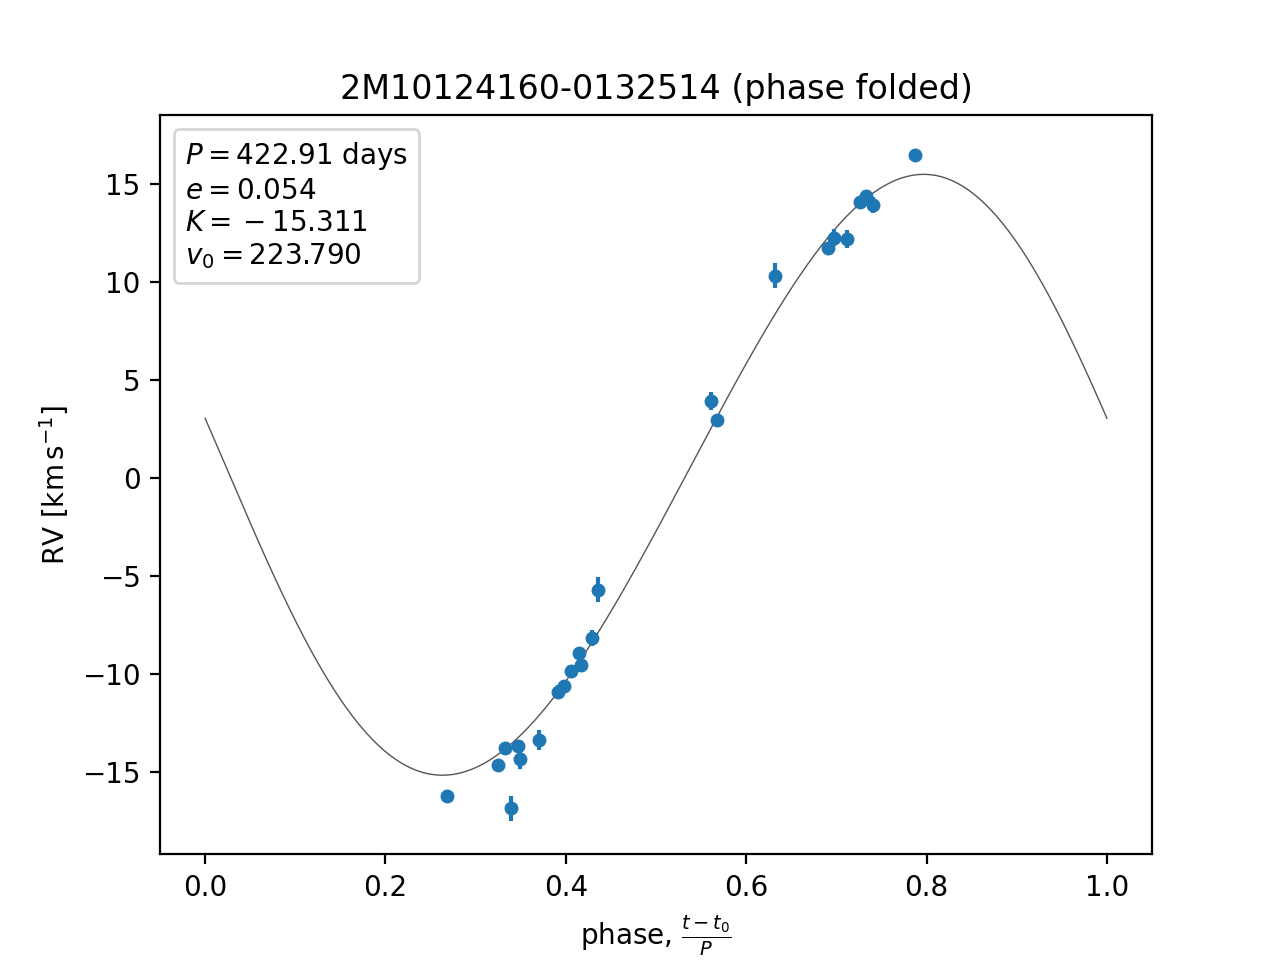 2M10124160-0132514 (phase folded)
P = 422.91 days
e = 0.054
K = −15.311
v₀ = 223.790
15
10
5
0
−5
−10
−15
RV [km s⁻¹]
0.0 0.2 0.4 0.6 0.8 1.0
phase, (t − t₀)/P